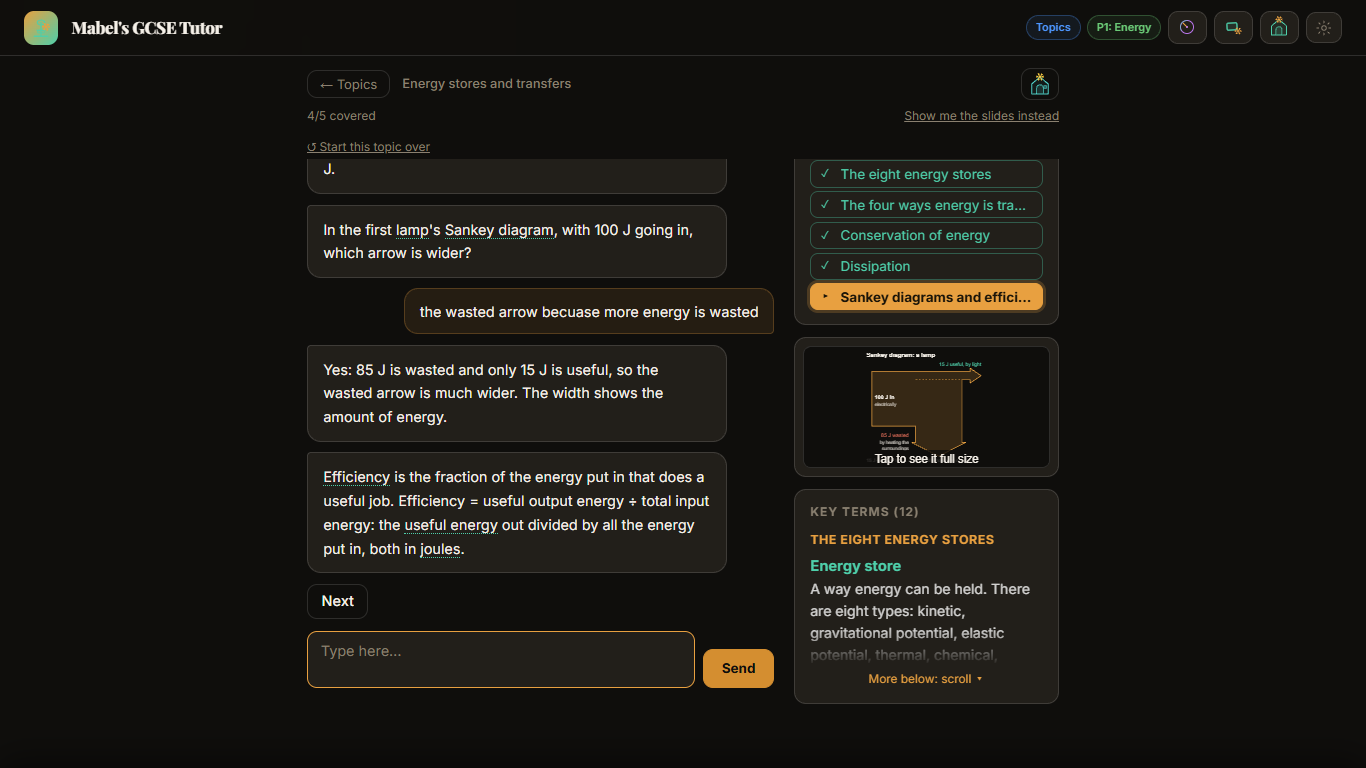 Mabel's GCSE Tutor
Topics
P1: Energy
← Topics
Energy stores and transfers
4/5 covered
Show me the slides instead
↺ Start this topic over
J.
In the first lamp's Sankey diagram, with 100 J going in,
which arrow is wider?
the wasted arrow becuase more energy is wasted
Yes: 85 J is wasted and only 15 J is useful, so the
wasted arrow is much wider. The width shows the
amount of energy.
Efficiency is the fraction of the energy put in that does a
useful job. Efficiency = useful output energy ÷ total input
energy: the useful energy out divided by all the energy
put in, both in joules.
Next
Type here...
Send
✓ The eight energy stores
✓ The four ways energy is tra...
✓ Conservation of energy
✓ Dissipation
▸ Sankey diagrams and effici...
Sankey diagram: a lamp
15 J useful, by light
100 J in
electrically
85 J wasted
by heating the
surroundings
Tap to see it full size
KEY TERMS (12)
THE EIGHT ENERGY STORES
Energy store
A way energy can be held. There
are eight types: kinetic,
gravitational potential, elastic
potential, thermal, chemical,
More below: scroll ▾